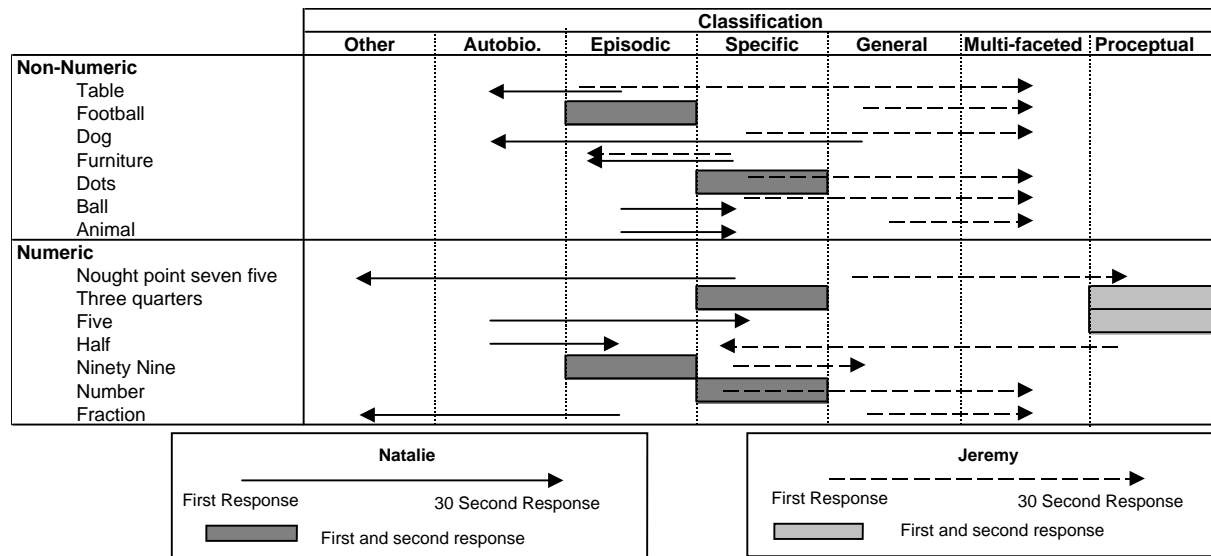 Classification
Other Autobio. Episodic Specific General Multi-faceted Proceptual
Non-Numeric
Table
Football
Dog
Furniture
Dots
Ball
Animal
Numeric
Nought point seven five
Three quarters
Five
Half
Ninety Nine
Number
Fraction
Natalie
First Response 30 Second Response
First and second response
Jeremy
First Response 30 Second Response
First and second response